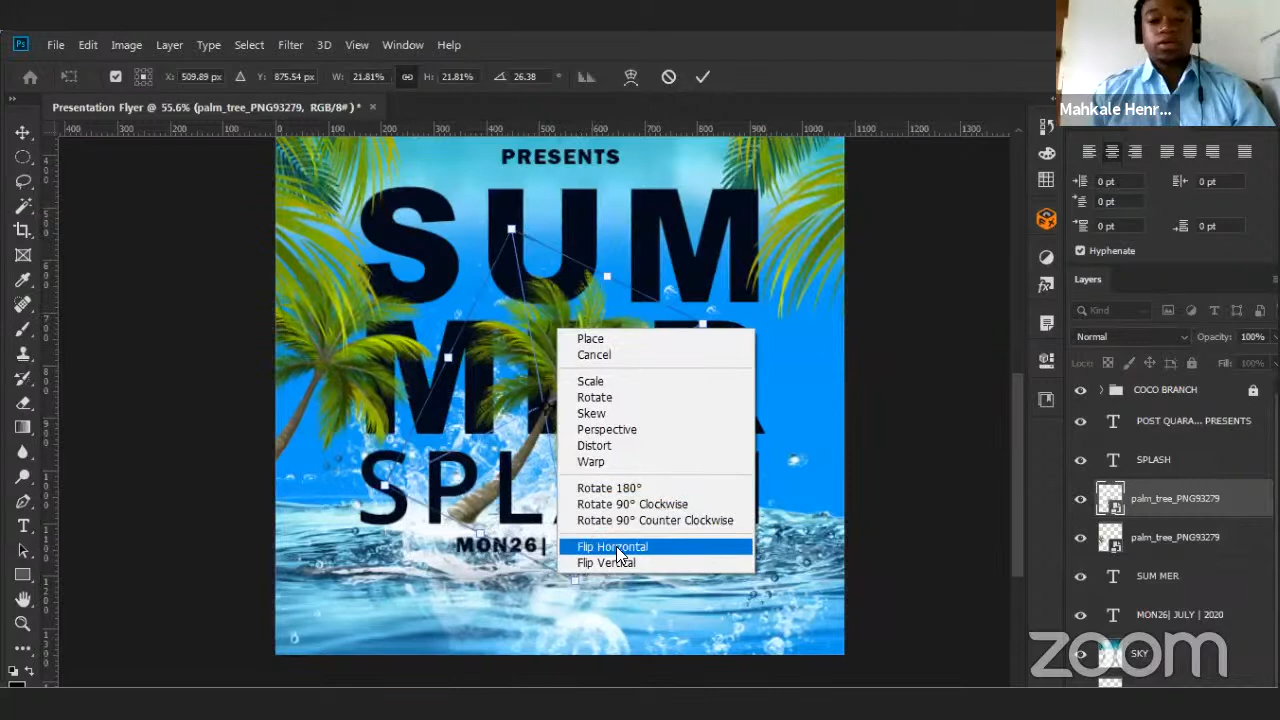 Ps File Edit Image Layer Type Select Filter 3D View Window Help
X: 509.89 px Y: 875.54 px W: 21.81% H: 21.81% 26.38 °
Presentation Flyer @ 55.6% (palm_tree_PNG93279, RGB/8#) * ×
Mahkale Henr...
400 300 200 100 0 100 200 300 400 500 600 700 800 900 1000 1100 1200 1300
PRESENTS
SUM
SPL
MON26|
Place
Cancel
Scale
Rotate
Skew
Perspective
Distort
Warp
Rotate 180°
Rotate 90° Clockwise
Rotate 90° Counter Clockwise
Flip Horizontal
Flip Vertical
0 pt 0 pt
0 pt
0 pt 0 pt
Hyphenate
Layers
Kind
Normal Opacity: 100%
Lock: Fill: 100%
COCO BRANCH
POST QUARA... PRESENTS
SPLASH
palm_tree_PNG93279
palm_tree_PNG93279
SUM MER
MON26| JULY | 2020
SKY
zoom